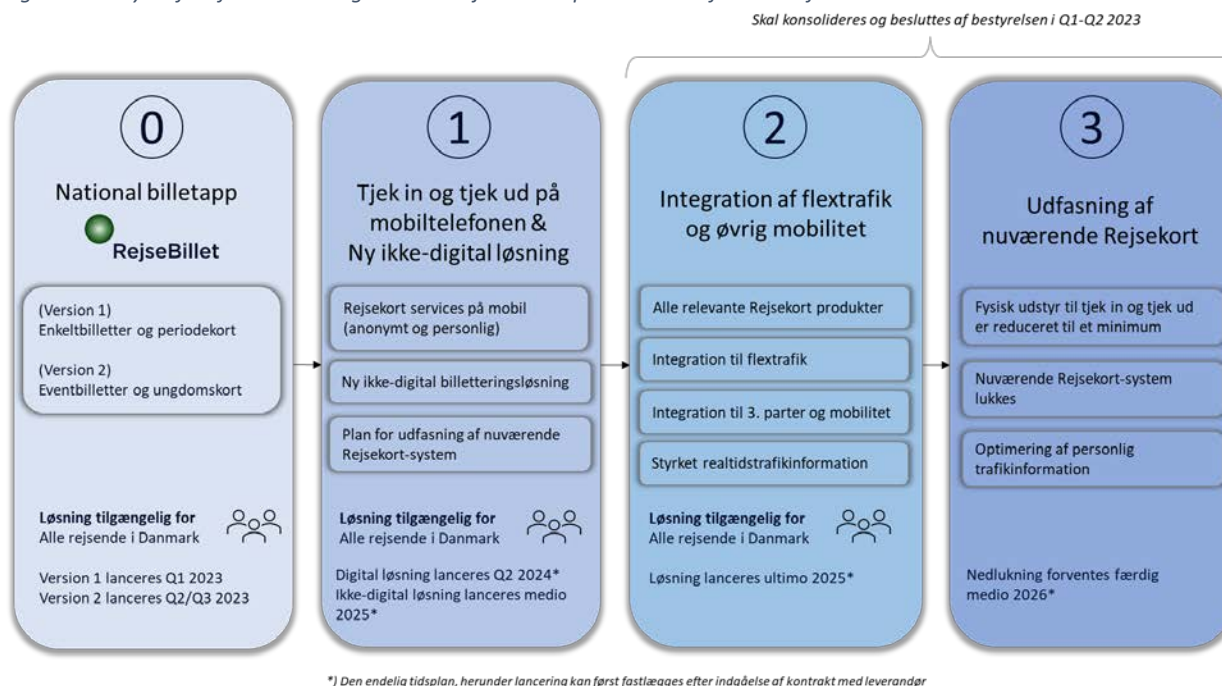 Skal konsolideres og besluttes af bestyrelsen i Q1-Q2 2023
0
National billetapp
RejseBillet
(Version 1)
Enkeltbilletter og periodekort
(Version 2)
Eventbilletter og ungdomskort
Løsning tilgængelig for
Alle rejsende i Danmark
Version 1 lanceres Q1 2023
Version 2 lanceres Q2/Q3 2023
1
Tjek in og tjek ud på
mobiltelefonen &
Ny ikke-digital løsning
Rejsekort services på mobil
(anonymt og personlig)
Ny ikke-digital billetteringsløsning
Plan for udfasning af nuværende
Rejsekort-system
Løsning tilgængelig for
Alle rejsende i Danmark
Digital løsning lanceres Q2 2024*
Ikke-digital løsning lanceres medio
2025*
2
Integration af flextrafik
og øvrig mobilitet
Alle relevante Rejsekort produkter
Integration til flextrafik
Integration til 3. parter og mobilitet
Styrket realtidstrafikinformation
Løsning tilgængelig for
Alle rejsende i Danmark
Løsning lanceres ultimo 2025*
3
Udfasning af
nuværende Rejsekort
Fysisk udstyr til tjek in og tjek ud
er reduceret til et minimum
Nuværende Rejsekort-system
lukkes
Optimering af personlig
trafikinformation
Nedlukning forventes færdig
medio 2026*
*) Den endelig tidsplan, herunder lancering kan først fastlægges efter indgåelse af kontrakt med leverandør